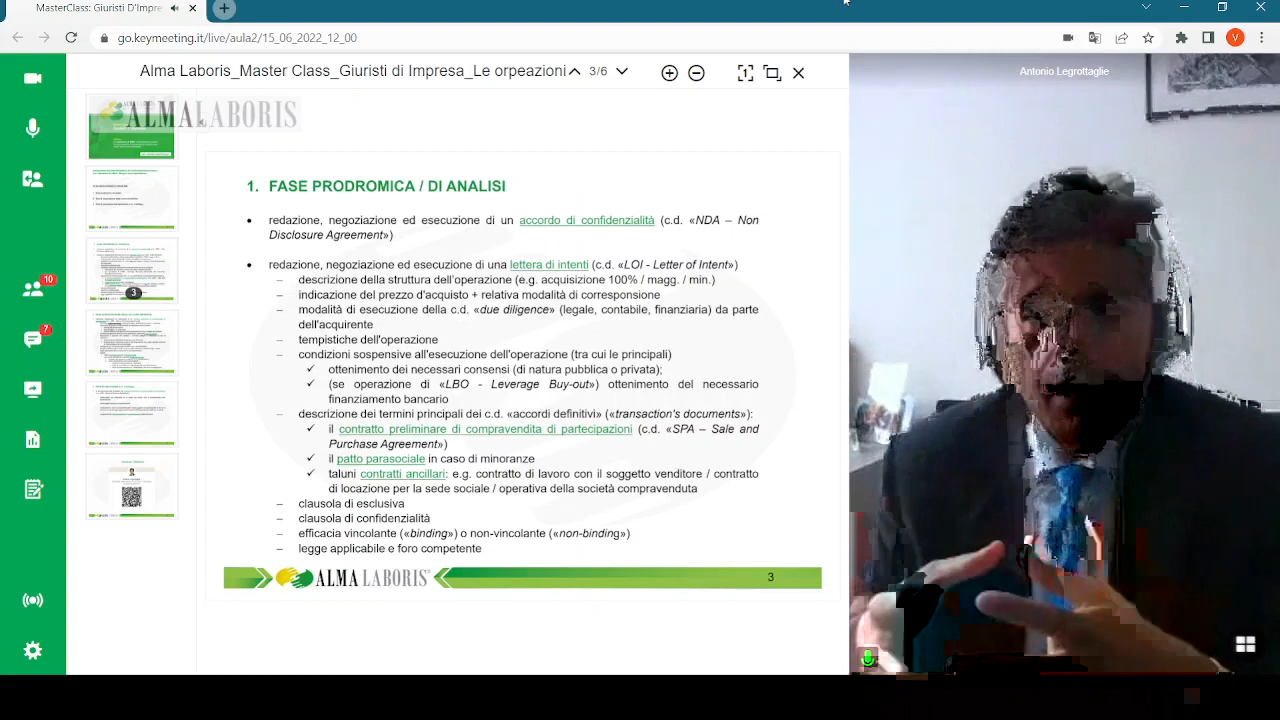 MasterClass: Giuristi d
go.keymeeting.it/live/aula2/15_06_2022_12_00
V
Alma Laboris_Master Class_Giuristi di Impresa_Le orpeazioni
3/6
Antonio Legrottaglie
ALMALABORIS
1. FASE PRODROMICA / DI ANALISI
• redazione, negoziazione ed esecuzione di un accordo di confidenzialità (c.d. «NDA – Non
Disclosure Agreement»)
• redazione, negoziazione ed esecuzione di una lettera di intenti (c.d. «LOI - Letter of Intent»)
– descrizione della struttura dell'operazione (e.g. acquisizione 100% / magg. / min.)
– indicazione del prezzo d'acquisto + relativa modalità di corresponsione
– modalità di esecuzione della c.d. «due diligence» (legale, contabile, finanziaria) da parte
dell'acquirente
– tempistiche dell'operazione
– condizioni sospensive all'esecuzione dell'operazione (tra cui le principali)
✓ ottenimento dei necessari consensi (di natura pubblica o privata);
✓ (se operazione di «LBO - Leveraged Buy-out») ottenimento del necessario
finanziamento bancario
– definizione dei termini principali dei c.d. «accordi definitivi» («transaction's documents»):
✓ il contratto preliminare di compravendita di partecipazioni (c.d. «SPA – Sale and
Purchase Agreement»)
✓ il patto parasociale in caso di minoranze
✓ taluni contratti ancillari: e.g. contratto di lavoro con il soggetto venditore / contratto
di locazione per la sede sociale / operativa della società compravenduta
– clausola di esclusiva
– clausola di confidenzialità
– efficacia vincolante («binding») o non-vincolante («non-binding»)
– legge applicabile e foro competente
ALMA LABORIS
3
10
7
3